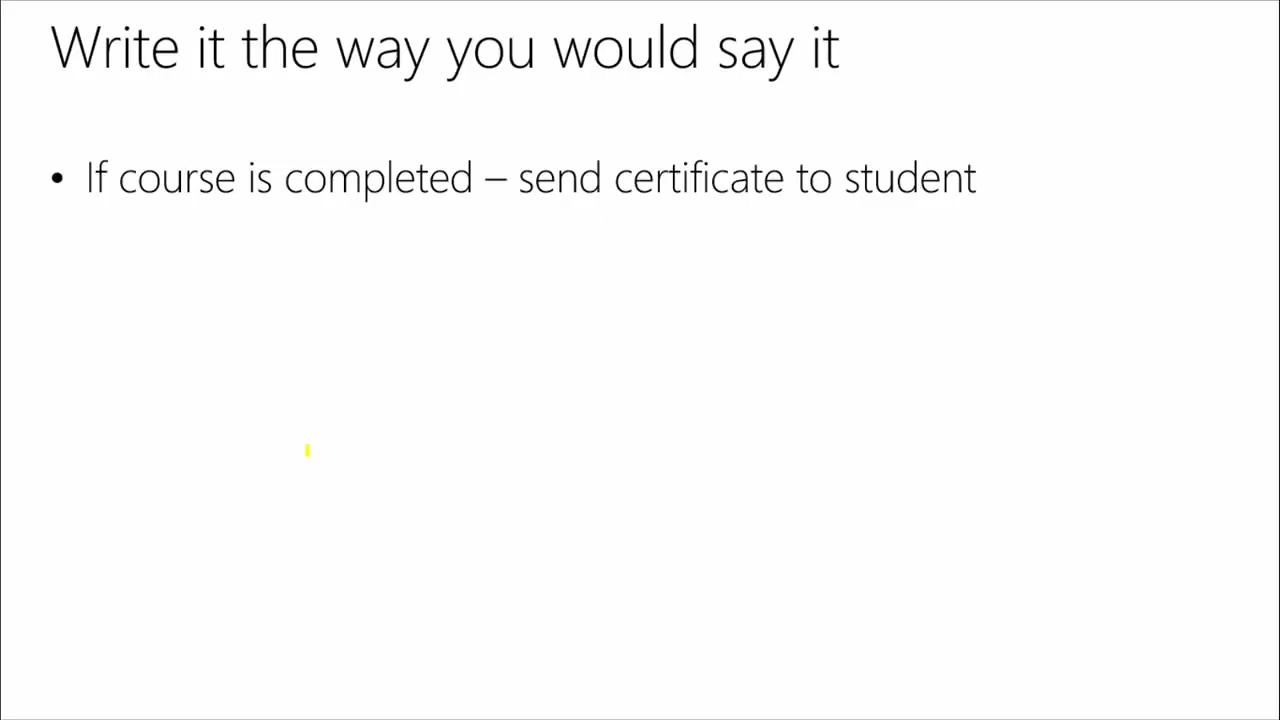 Write it the way you would say it
• If course is completed – send certificate to student